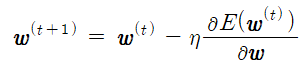 𝒘^{(t+1)} = 𝒘^{(t)} − η ∂E(𝒘^{(t)})/∂𝒘